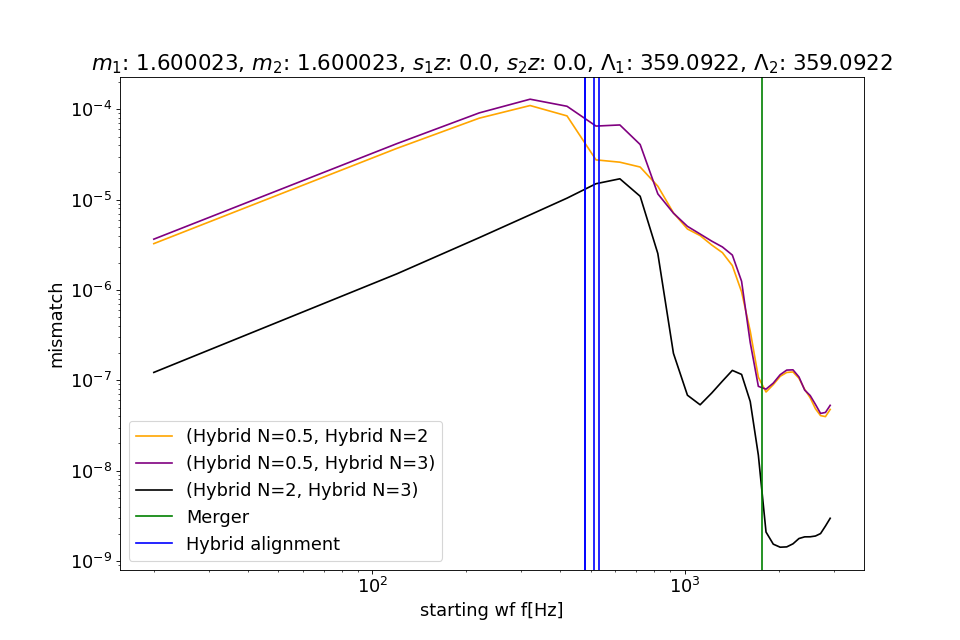 m₁: 1.600023, m₂: 1.600023, s₁z: 0.0, s₂z: 0.0, Λ₁: 359.0922, Λ₂: 359.0922
mismatch
10⁻⁴
10⁻⁵
10⁻⁶
10⁻⁷
10⁻⁸
10⁻⁹
(Hybrid N=0.5, Hybrid N=2
(Hybrid N=0.5, Hybrid N=3)
(Hybrid N=2, Hybrid N=3)
Merger
Hybrid alignment
10² 10³
starting wf f[Hz]